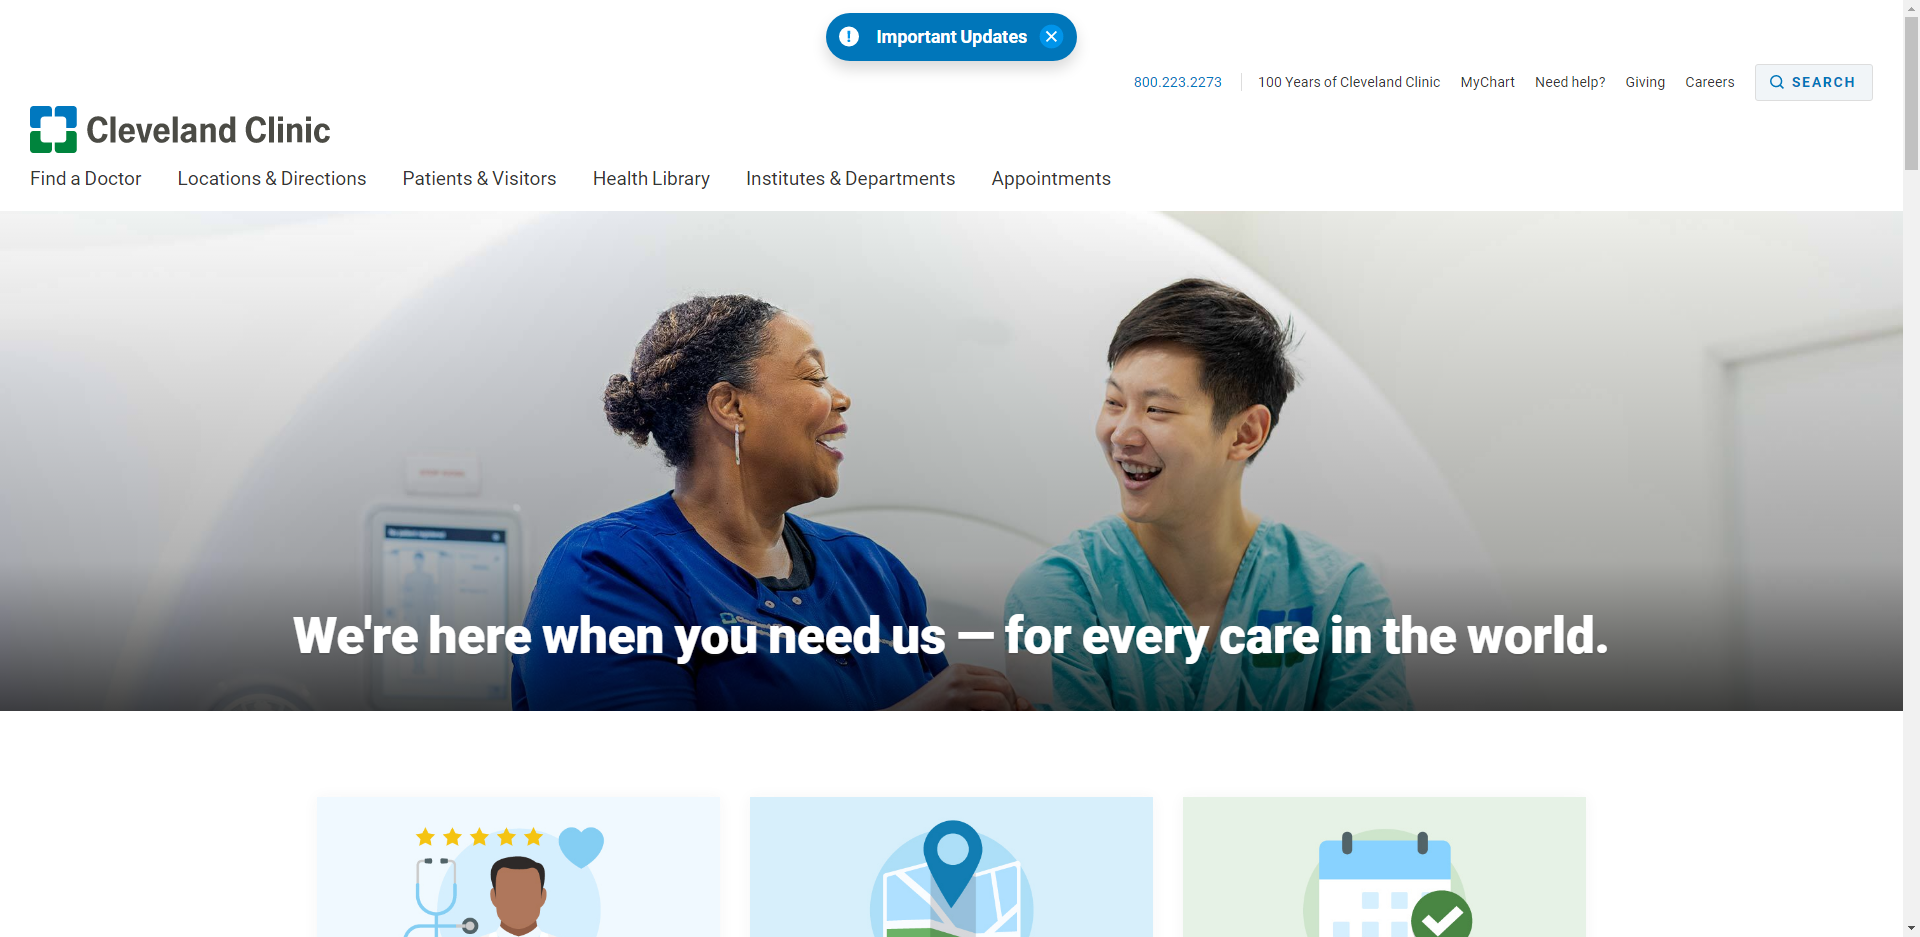 Important Updates
800.223.2273
100 Years of Cleveland Clinic
MyChart
Need help?
Giving
Careers
SEARCH
Cleveland Clinic
Find a Doctor
Locations & Directions
Patients & Visitors
Health Library
Institutes & Departments
Appointments
We're here when you need us — for every care in the world.